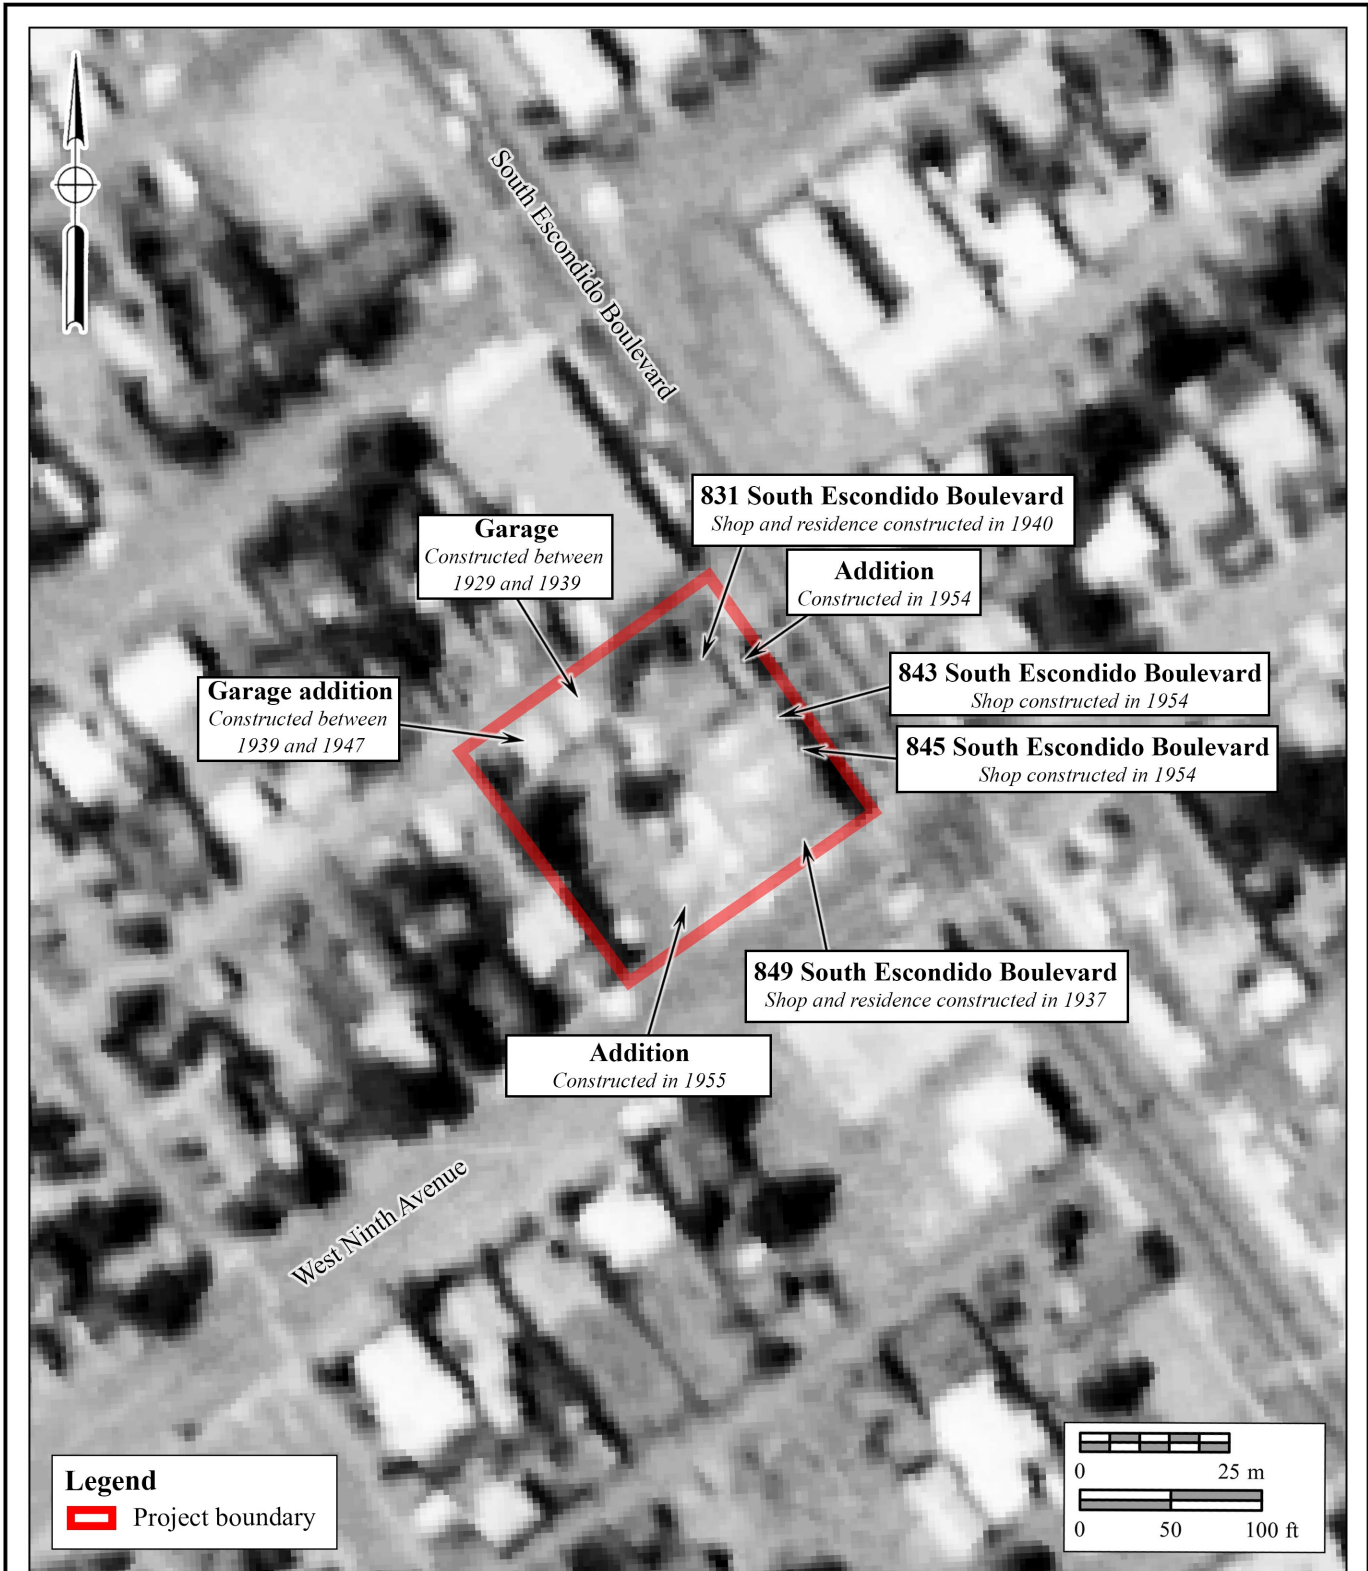 South Escondido Boulevard
831 South Escondido Boulevard
Shop and residence constructed in 1940
Garage
Constructed between
1929 and 1939
Addition
Constructed in 1954
843 South Escondido Boulevard
Shop constructed in 1954
Garage addition
Constructed between
1939 and 1947
845 South Escondido Boulevard
Shop constructed in 1954
849 South Escondido Boulevard
Shop and residence constructed in 1937
Addition
Constructed in 1955
West Ninth Avenue
Legend
Project boundary
0 25 m
0 50 100 ft